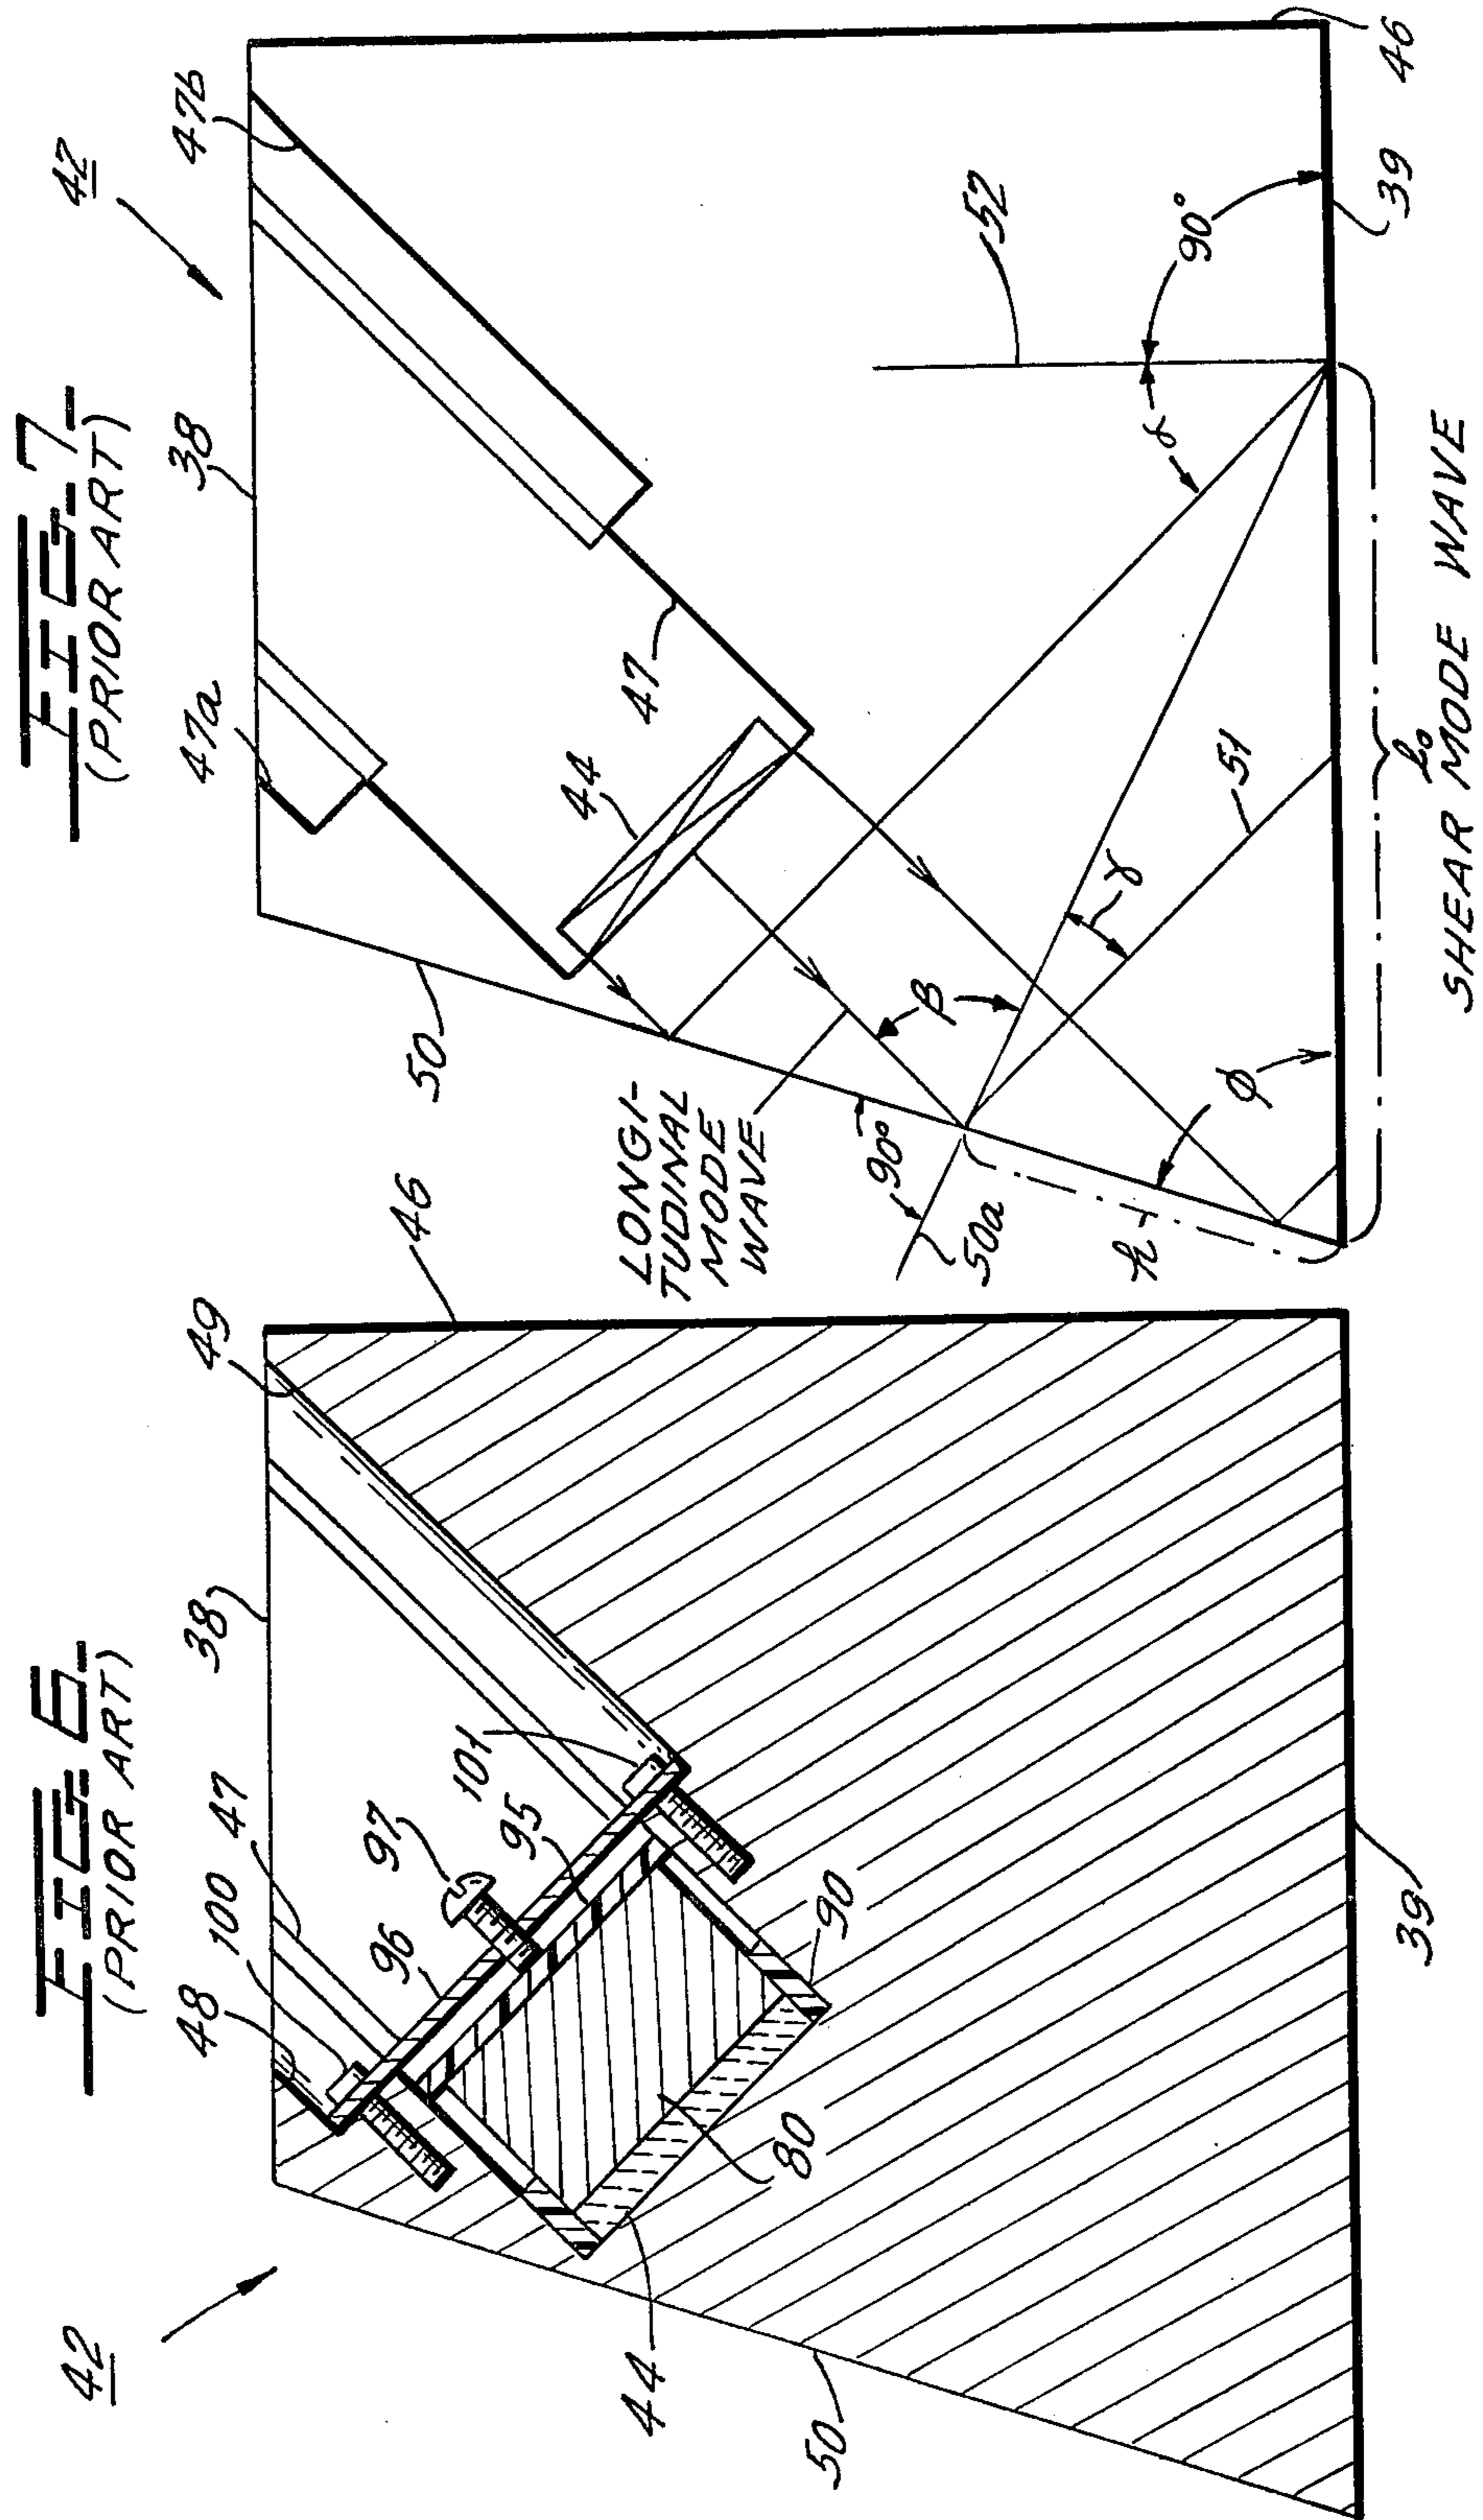 FIG-6-
(PRIOR ART)
42
48
100
47
38
49
96
97
95
101
46
44
80
90
50
39
FIG-7-
(PRIOR ART)
42
47a
38
47b
50
44
47
52
LONGI-
TUDINAL
MODE
WAVE
β
γ
90°
90°
50a
h
ϕ
51
39
46
SHEAR MODE WAVE